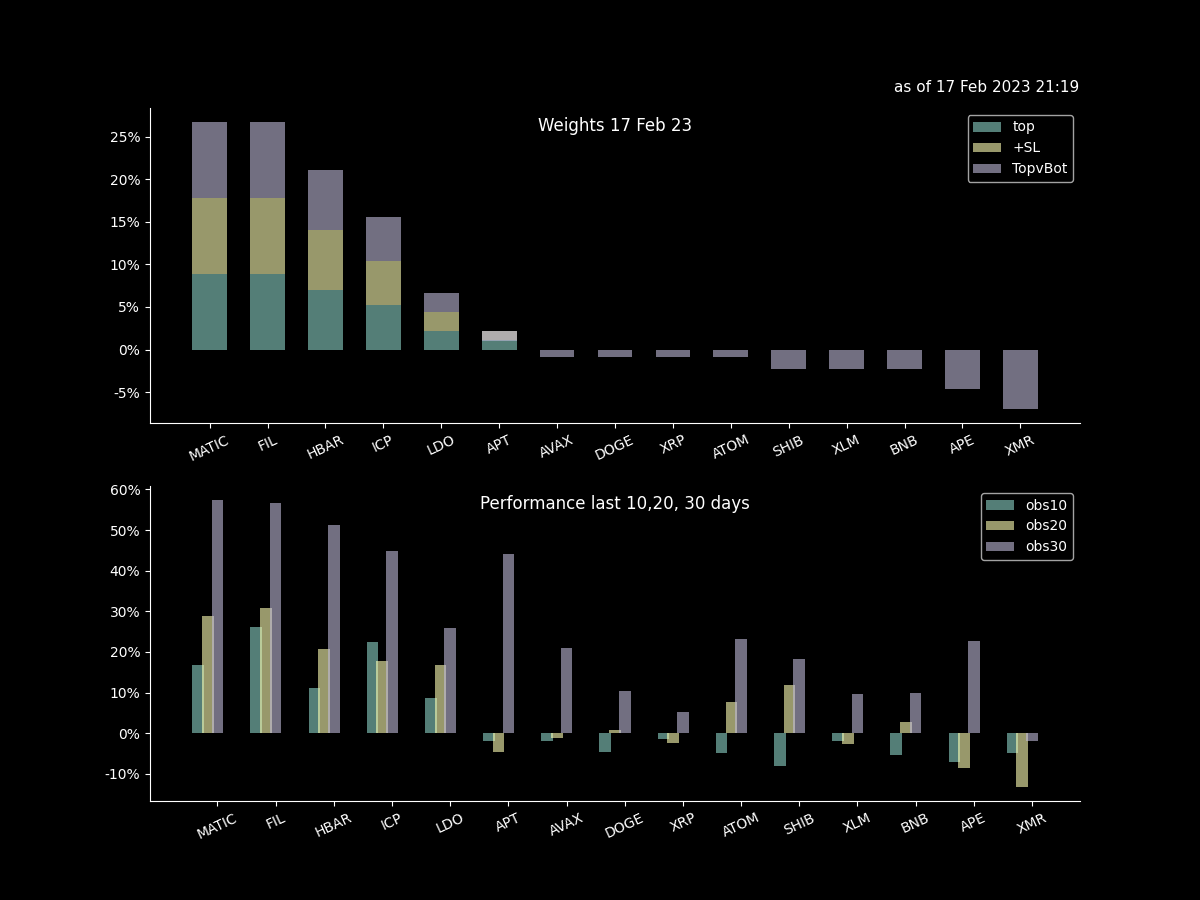 as of 17 Feb 2023 21:19
Weights 17 Feb 23
top
+SL
TopvBot
25%
20%
15%
10%
5%
0%
-5%
MATIC FIL HBAR ICP LDO APT AVAX DOGE XRP ATOM SHIB XLM BNB APE XMR
Performance last 10,20, 30 days
obs10
obs20
obs30
60%
50%
40%
30%
20%
10%
0%
-10%
MATIC FIL HBAR ICP LDO APT AVAX DOGE XRP ATOM SHIB XLM BNB APE XMR